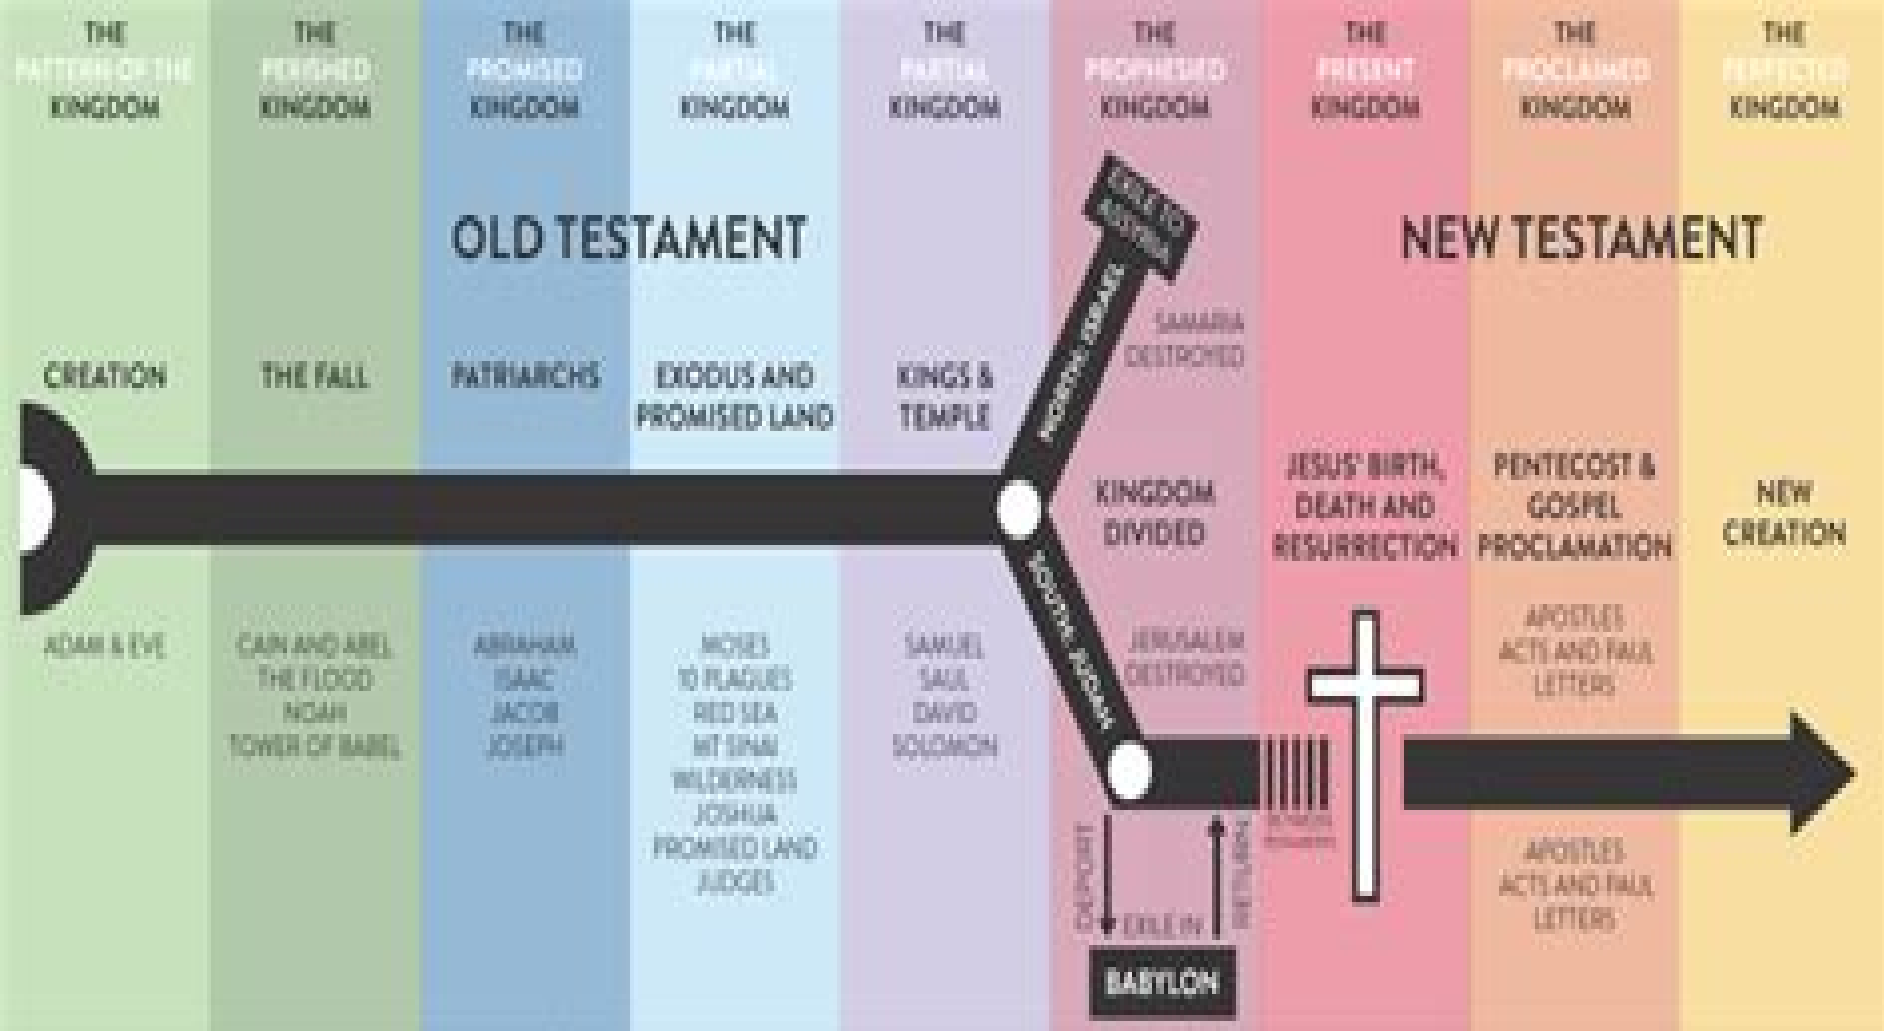 THE
PATTERN OF THE
KINGDOM
THE
PERISHED
KINGDOM
THE
PROMISED
KINGDOM
THE
PARTIAL
KINGDOM
THE
PARTIAL
KINGDOM
THE
PROPHESIED
KINGDOM
THE
PRESENT
KINGDOM
THE
PROCLAIMED
KINGDOM
THE
PERFECTED
KINGDOM
OLD TESTAMENT
NEW TESTAMENT
CREATION
ADAM & EVE
THE FALL
CAIN AND ABEL
THE FLOOD
NOAH
TOWER OF BABEL
PATRIARCHS
ABRAHAM
ISAAC
JACOB
JOSEPH
EXODUS AND
PROMISED LAND
MOSES
10 PLAGUES
RED SEA
MT SINAI
WILDERNESS
JOSHUA
PROMISED LAND
JUDGES
KINGS &
TEMPLE
SAMUEL
SAUL
DAVID
SOLOMON
EXILE TO
NORTH: ISRAEL
SAMARIA
DESTROYED
KINGDOM
DIVIDED
SOUTH: JUDAH
JERUSALEM
DESTROYED
DEPORT
EXILE IN
RETURN
BABYLON
JESUS' BIRTH,
DEATH AND
RESURRECTION
PENTECOST &
GOSPEL
PROCLAMATION
APOSTLES
ACTS AND PAUL
LETTERS
APOSTLES
ACTS AND PAUL
LETTERS
NEW
CREATION